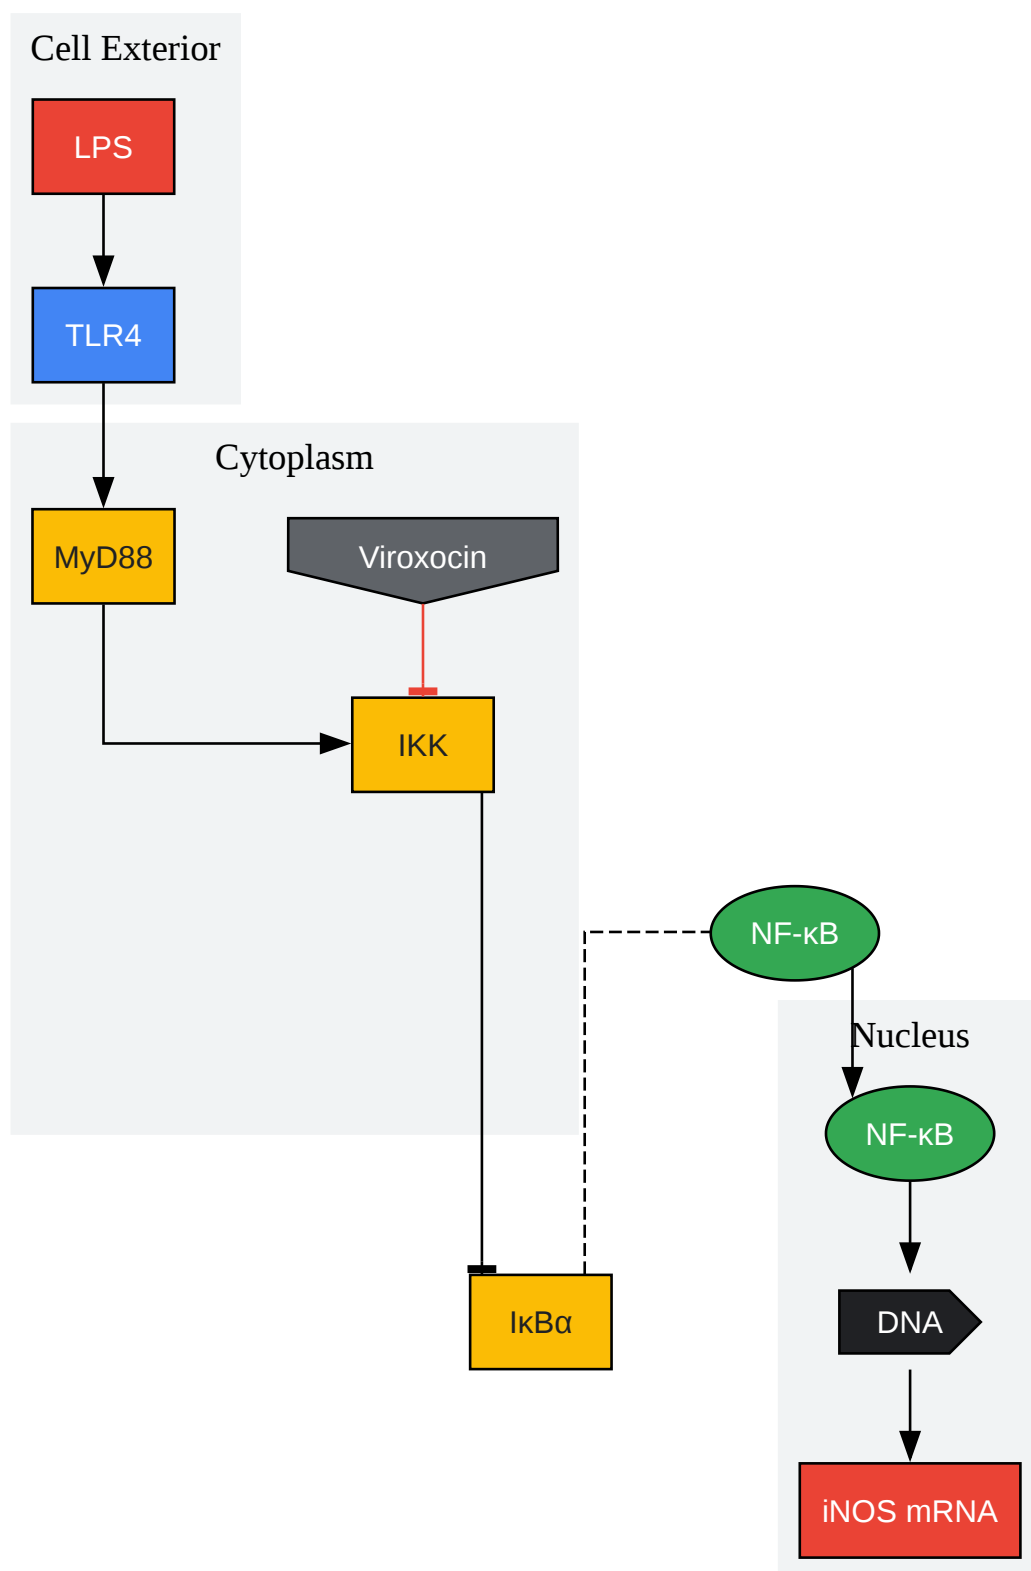 Cell Exterior
LPS
TLR4
Cytoplasm
MyD88
Viroxocin
IKK
NF-κB
Nucleus
NF-κB
IκBα
DNA
iNOS mRNA